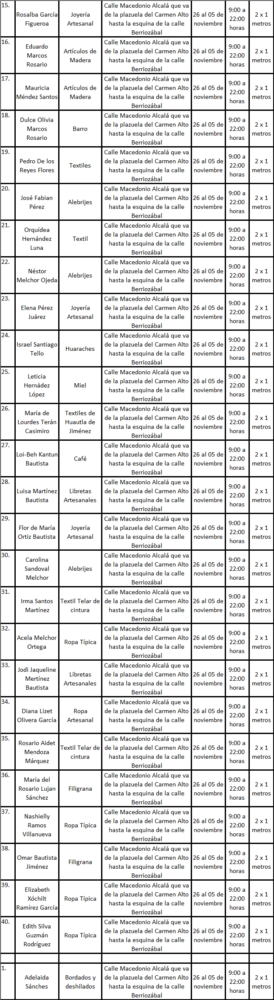 15.
Rosalba García
Figueroa
Joyería
Artesanal
Calle Macedonio Alcalá que va
de la plazuela del Carmen Alto
hasta la esquina de la calle
Berriozábal
26 al 05 de
noviembre
9:00 a
22:00
horas
2 x 1
metros
16.
Eduardo
Marcos
Rosario
Artículos de
Madera
Calle Macedonio Alcalá que va
de la plazuela del Carmen Alto
hasta la esquina de la calle
Berriozábal
26 al 05 de
noviembre
9:00 a
22:00
horas
2 x 1
metros
17.
Mauricia
Méndez Santos
Artículos de
Madera
Calle Macedonio Alcalá que va
de la plazuela del Carmen Alto
hasta la esquina de la calle
Berriozábal
26 al 05 de
noviembre
9:00 a
22:00
horas
2 x 1
metros
18.
Dulce Olivia
Marcos
Rosario
Barro
Calle Macedonio Alcalá que va
de la plazuela del Carmen Alto
hasta la esquina de la calle
Berriozábal
26 al 05 de
noviembre
9:00 a
22:00
horas
2 x 1
metros
19.
Pedro De los
Reyes Flores
Textiles
Calle Macedonio Alcalá que va
de la plazuela del Carmen Alto
hasta la esquina de la calle
Berriozábal
26 al 05 de
noviembre
9:00 a
22:00
horas
2 x 1
metros
20.
José Fabian
Pérez
Alebrijes
Calle Macedonio Alcalá que va
de la plazuela del Carmen Alto
hasta la esquina de la calle
Berriozábal
26 al 05 de
noviembre
9:00 a
22:00
horas
2 x 1
metros
21.
Orquídea
Hernández
Luna
Textil
Calle Macedonio Alcalá que va
de la plazuela del Carmen Alto
hasta la esquina de la calle
Berriozábal
26 al 05 de
noviembre
9:00 a
22:00
horas
2 x 1
metros
22.
Néstor
Melchor Ojeda
Alebrijes
Calle Macedonio Alcalá que va
de la plazuela del Carmen Alto
hasta la esquina de la calle
Berriozábal
26 al 05 de
noviembre
9:00 a
22:00
horas
2 x 1
metros
23.
Elena Pérez
Juárez
Joyería
Artesanal
Calle Macedonio Alcalá que va
de la plazuela del Carmen Alto
hasta la esquina de la calle
Berriozábal
26 al 05 de
noviembre
9:00 a
22:00
horas
2 x 1
metros
24.
Israel Santiago
Tello
Huaraches
Calle Macedonio Alcalá que va
de la plazuela del Carmen Alto
hasta la esquina de la calle
Berriozábal
26 al 05 de
noviembre
9:00 a
22:00
horas
2 x 1
metros
25.
Leticia
Hernádez
López
Miel
Calle Macedonio Alcalá que va
de la plazuela del Carmen Alto
hasta la esquina de la calle
Berriozábal
26 al 05 de
noviembre
9:00 a
22:00
horas
2 x 1
metros
26.
María de
Lourdes Terán
Casimiro
Textiles de
Huautla de
Jiménez
Calle Macedonio Alcalá que va
de la plazuela del Carmen Alto
hasta la esquina de la calle
Berriozábal
26 al 05 de
noviembre
9:00 a
22:00
horas
2 x 1
metros
27.
Loi-Beh Kantun
Bautista
Café
Calle Macedonio Alcalá que va
de la plazuela del Carmen Alto
hasta la esquina de la calle
Berriozábal
26 al 05 de
noviembre
9:00 a
22:00
horas
2 x 1
metros
28.
Luisa Martínez
Bautista
Libretas
Artesanales
Calle Macedonio Alcalá que va
de la plazuela del Carmen Alto
hasta la esquina de la calle
Berriozábal
26 al 05 de
noviembre
9:00 a
22:00
horas
2 x 1
metros
29.
Flor de María
Ortiz Bautista
Joyería
Artesanal
Calle Macedonio Alcalá que va
de la plazuela del Carmen Alto
hasta la esquina de la calle
Berriozábal
26 al 05 de
noviembre
9:00 a
22:00
horas
2 x 1
metros
30.
Carolina
Sandoval
Melchor
Alebrijes
Calle Macedonio Alcalá que va
de la plazuela del Carmen Alto
hasta la esquina de la calle
Berriozábal
26 al 05 de
noviembre
9:00 a
22:00
horas
2 x 1
metros
31.
Irma Santos
Martínez
Textil Telar de
cintura
Calle Macedonio Alcalá que va
de la plazuela del Carmen Alto
hasta la esquina de la calle
Berriozábal
26 al 05 de
noviembre
9:00 a
22:00
horas
2 x 1
metros
32.
Acela Melchor
Ortega
Ropa Típica
Calle Macedonio Alcalá que va
de la plazuela del Carmen Alto
hasta la esquina de la calle
Berriozábal
26 al 05 de
noviembre
9:00 a
22:00
horas
2 x 1
metros
33.
Jodi Jaqueline
Mertínez
Bautista
Libretas
Artesanales
Calle Macedonio Alcalá que va
de la plazuela del Carmen Alto
hasta la esquina de la calle
Berriozábal
26 al 05 de
noviembre
9:00 a
22:00
horas
2 x 1
metros
34.
Diana Lizet
Olivera García
Ropa
Artesanal
Calle Macedonio Alcalá que va
de la plazuela del Carmen Alto
hasta la esquina de la calle
Berriozábal
26 al 05 de
noviembre
9:00 a
22:00
horas
2 x 1
metros
35.
Rosario Aidet
Mendoza
Márquez
Textil Telar de
cintura
Calle Macedonio Alcalá que va
de la plazuela del Carmen Alto
hasta la esquina de la calle
Berriozábal
26 al 05 de
noviembre
9:00 a
22:00
horas
2 x 1
metros
36.
María del
Rosario Lujan
Sánchez
Filigrana
Calle Macedonio Alcalá que va
de la plazuela del Carmen Alto
hasta la esquina de la calle
Berriozábal
26 al 05 de
noviembre
9:00 a
22:00
horas
2 x 1
metros
37.
Nashielly
Ramos
Villanueva
Ropa Típica
Calle Macedonio Alcalá que va
de la plazuela del Carmen Alto
hasta la esquina de la calle
Berriozábal
26 al 05 de
noviembre
9:00 a
22:00
horas
2 x 1
metros
38.
Omar Bautista
Jiménez
Filigrana
Calle Macedonio Alcalá que va
de la plazuela del Carmen Alto
hasta la esquina de la calle
Berriozábal
26 al 05 de
noviembre
9:00 a
22:00
horas
2 x 1
metros
39.
Elizabeth
Xóchilt
Ramírez García
Ropa Típica
Calle Macedonio Alcalá que va
de la plazuela del Carmen Alto
hasta la esquina de la calle
Berriozábal
26 al 05 de
noviembre
9:00 a
22:00
horas
2 x 1
metros
40.
Edith Silva
Guzmán
Rodríguez
Ropa Típica
Calle Macedonio Alcalá que va
de la plazuela del Carmen Alto
hasta la esquina de la calle
Berriozábal
26 al 05 de
noviembre
9:00 a
22:00
horas
2 x 1
metros
1.
Adelaida
Sánches
Bordados y
deshilados
Calle Macedonio Alcalá que va
de la plazuela del Carmen Alto
hasta la esquina de la calle
Berriozábal
26 al 05 de
noviembre
9:00 a
22:00
horas
2 x 1
metros